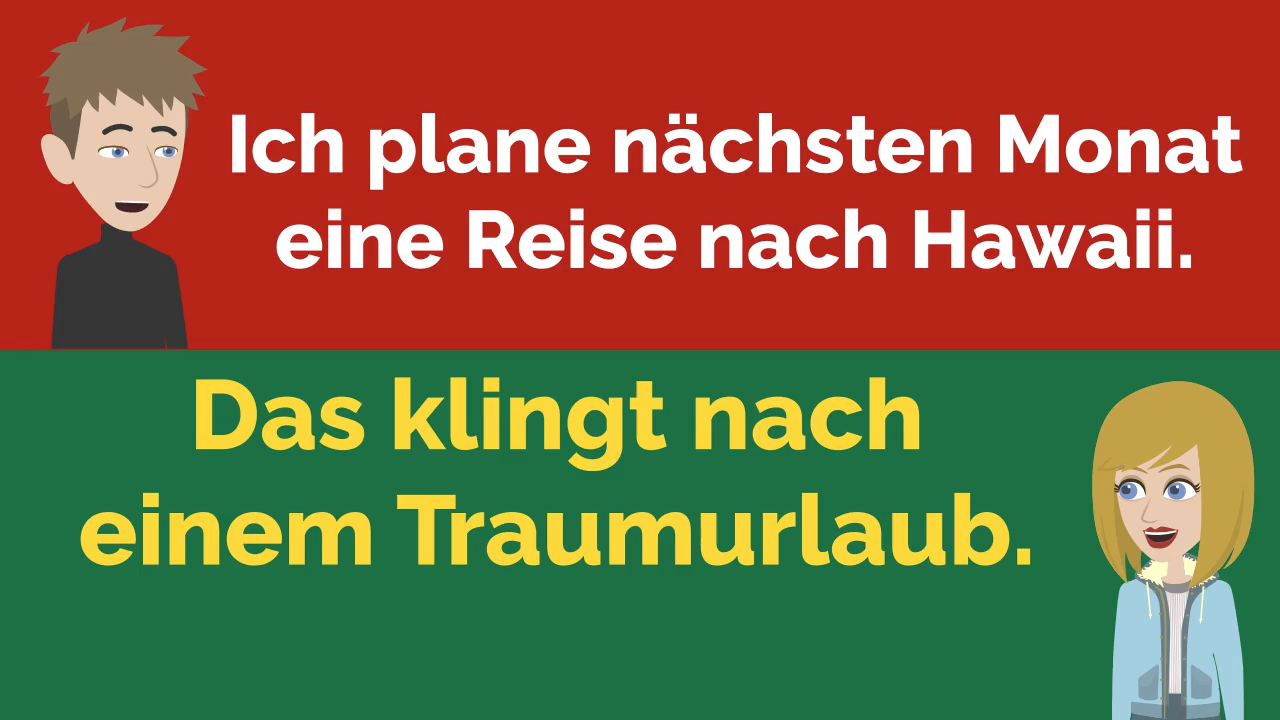 Ich plane nächsten Monat
eine Reise nach Hawaii.
Das klingt nach
einem Traumurlaub.